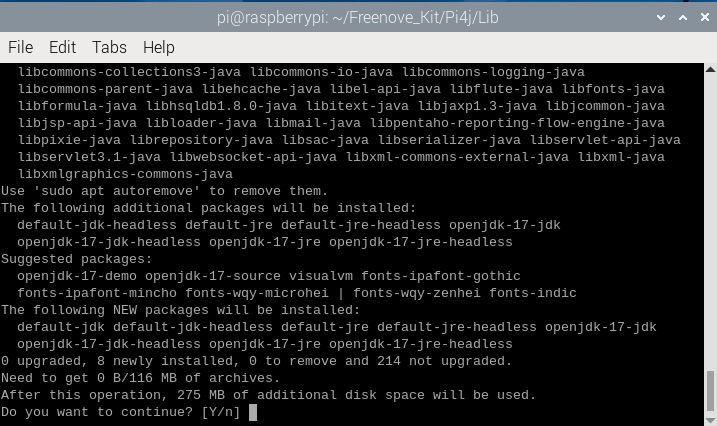 pi@raspberrypi: ~/Freenove_Kit/Pi4j/Lib
File Edit Tabs Help
libcommons-collections3-java libcommons-io-java libcommons-logging-java
libcommons-parent-java libehcache-java libel-api-java libflute-java libfonts-java
libformula-java libhsqldb1.8.0-java libitext-java libjaxp1.3-java libjcommon-java
libjsp-api-java libloader-java libmail-java libpentaho-reporting-flow-engine-java
libpixie-java librepository-java libsac-java libserializer-java libservlet-api-java
libservlet3.1-java libwebsocket-api-java libxml-commons-external-java libxml-java
libxmlgraphics-commons-java
Use 'sudo apt autoremove' to remove them.
The following additional packages will be installed:
default-jdk-headless default-jre default-jre-headless openjdk-17-jdk
openjdk-17-jdk-headless openjdk-17-jre openjdk-17-jre-headless
Suggested packages:
openjdk-17-demo openjdk-17-source visualvm fonts-ipafont-gothic
fonts-ipafont-mincho fonts-wqy-microhei | fonts-wqy-zenhei fonts-indic
The following NEW packages will be installed:
default-jdk default-jdk-headless default-jre default-jre-headless openjdk-17-jdk
openjdk-17-jdk-headless openjdk-17-jre openjdk-17-jre-headless
0 upgraded, 8 newly installed, 0 to remove and 214 not upgraded.
Need to get 0 B/116 MB of archives.
After this operation, 275 MB of additional disk space will be used.
Do you want to continue? [Y/n]